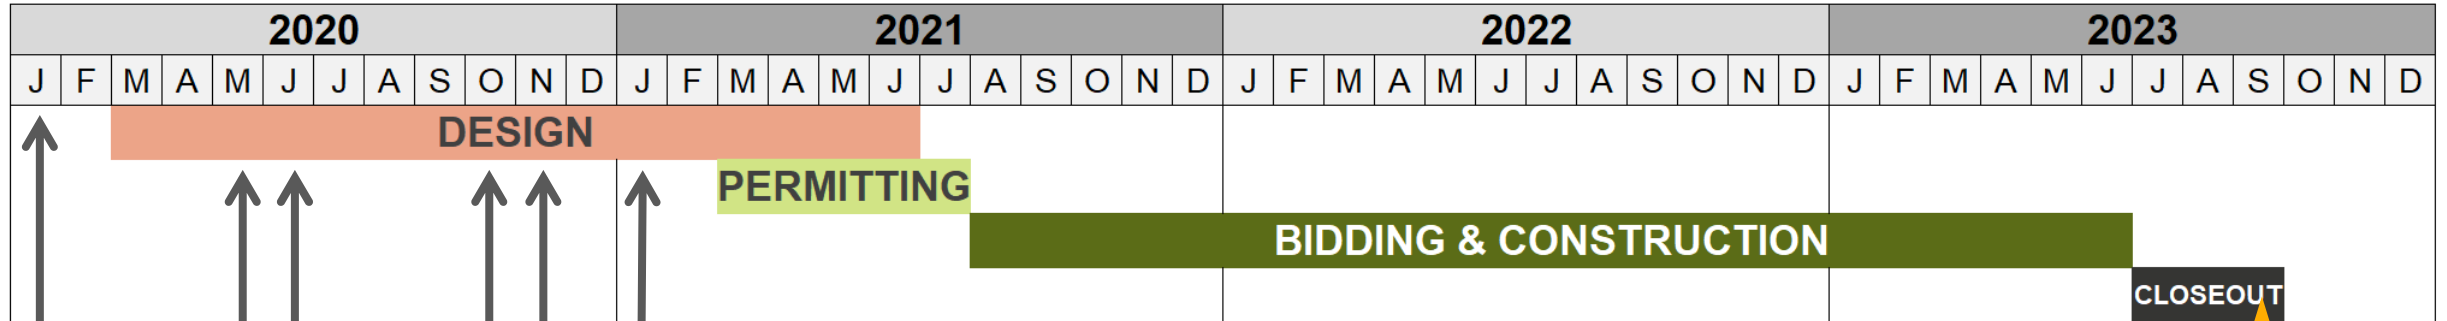 2020 2021 2022 2023
J F M A M J J A S O N D J F M A M J J A S O N D J F M A M J J A S O N D J F M A M J J A S O N D
DESIGN
PERMITTING
BIDDING & CONSTRUCTION
CLOSEOUT